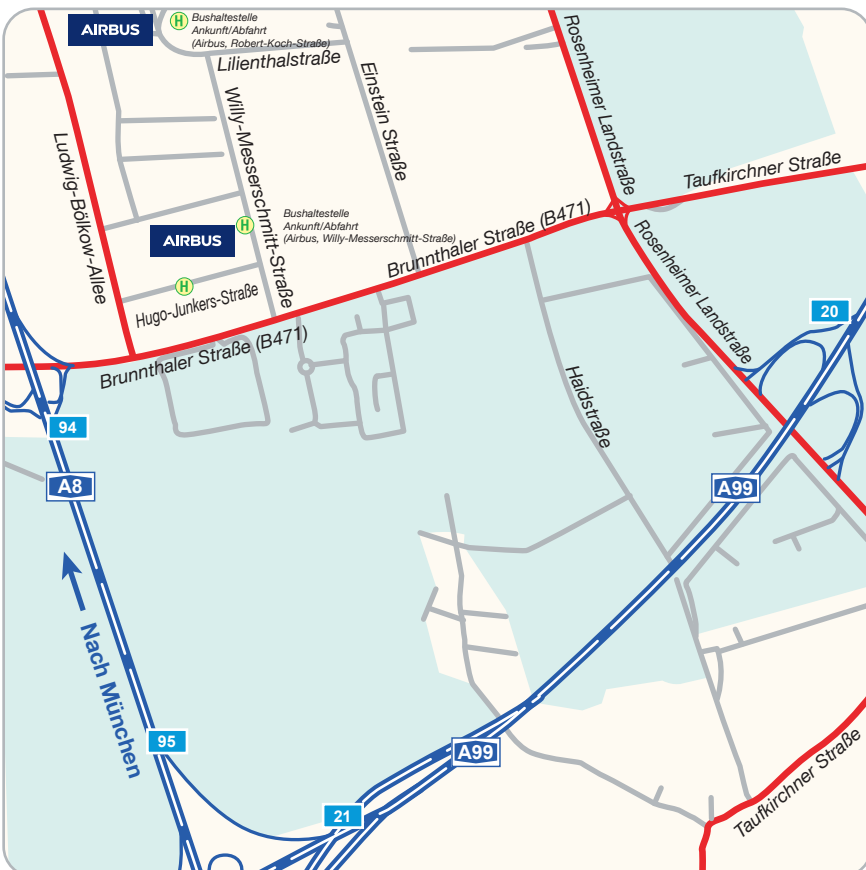 AIRBUS
H
Bushaltestelle
Ankunft/Abfahrt
(Airbus, Robert-Koch-Straße)
Lilienthalstraße
Rosenheimer Landstraße
Einstein Straße
Willy-Messerschmitt-Straße
Ludwig-Bölkow-Allee
Taufkirchner Straße
AIRBUS
H
Bushaltestelle
Ankunft/Abfahrt
(Airbus, Willy-Messerschmitt-Straße)
Brunnthaler Straße (B471)
Rosenheimer Landstraße
H
Hugo-Junkers-Straße
20
Brunnthaler Straße (B471)
Haidstraße
94
A8
A99
Nach München
95
A99
21
Taufkirchner Straße